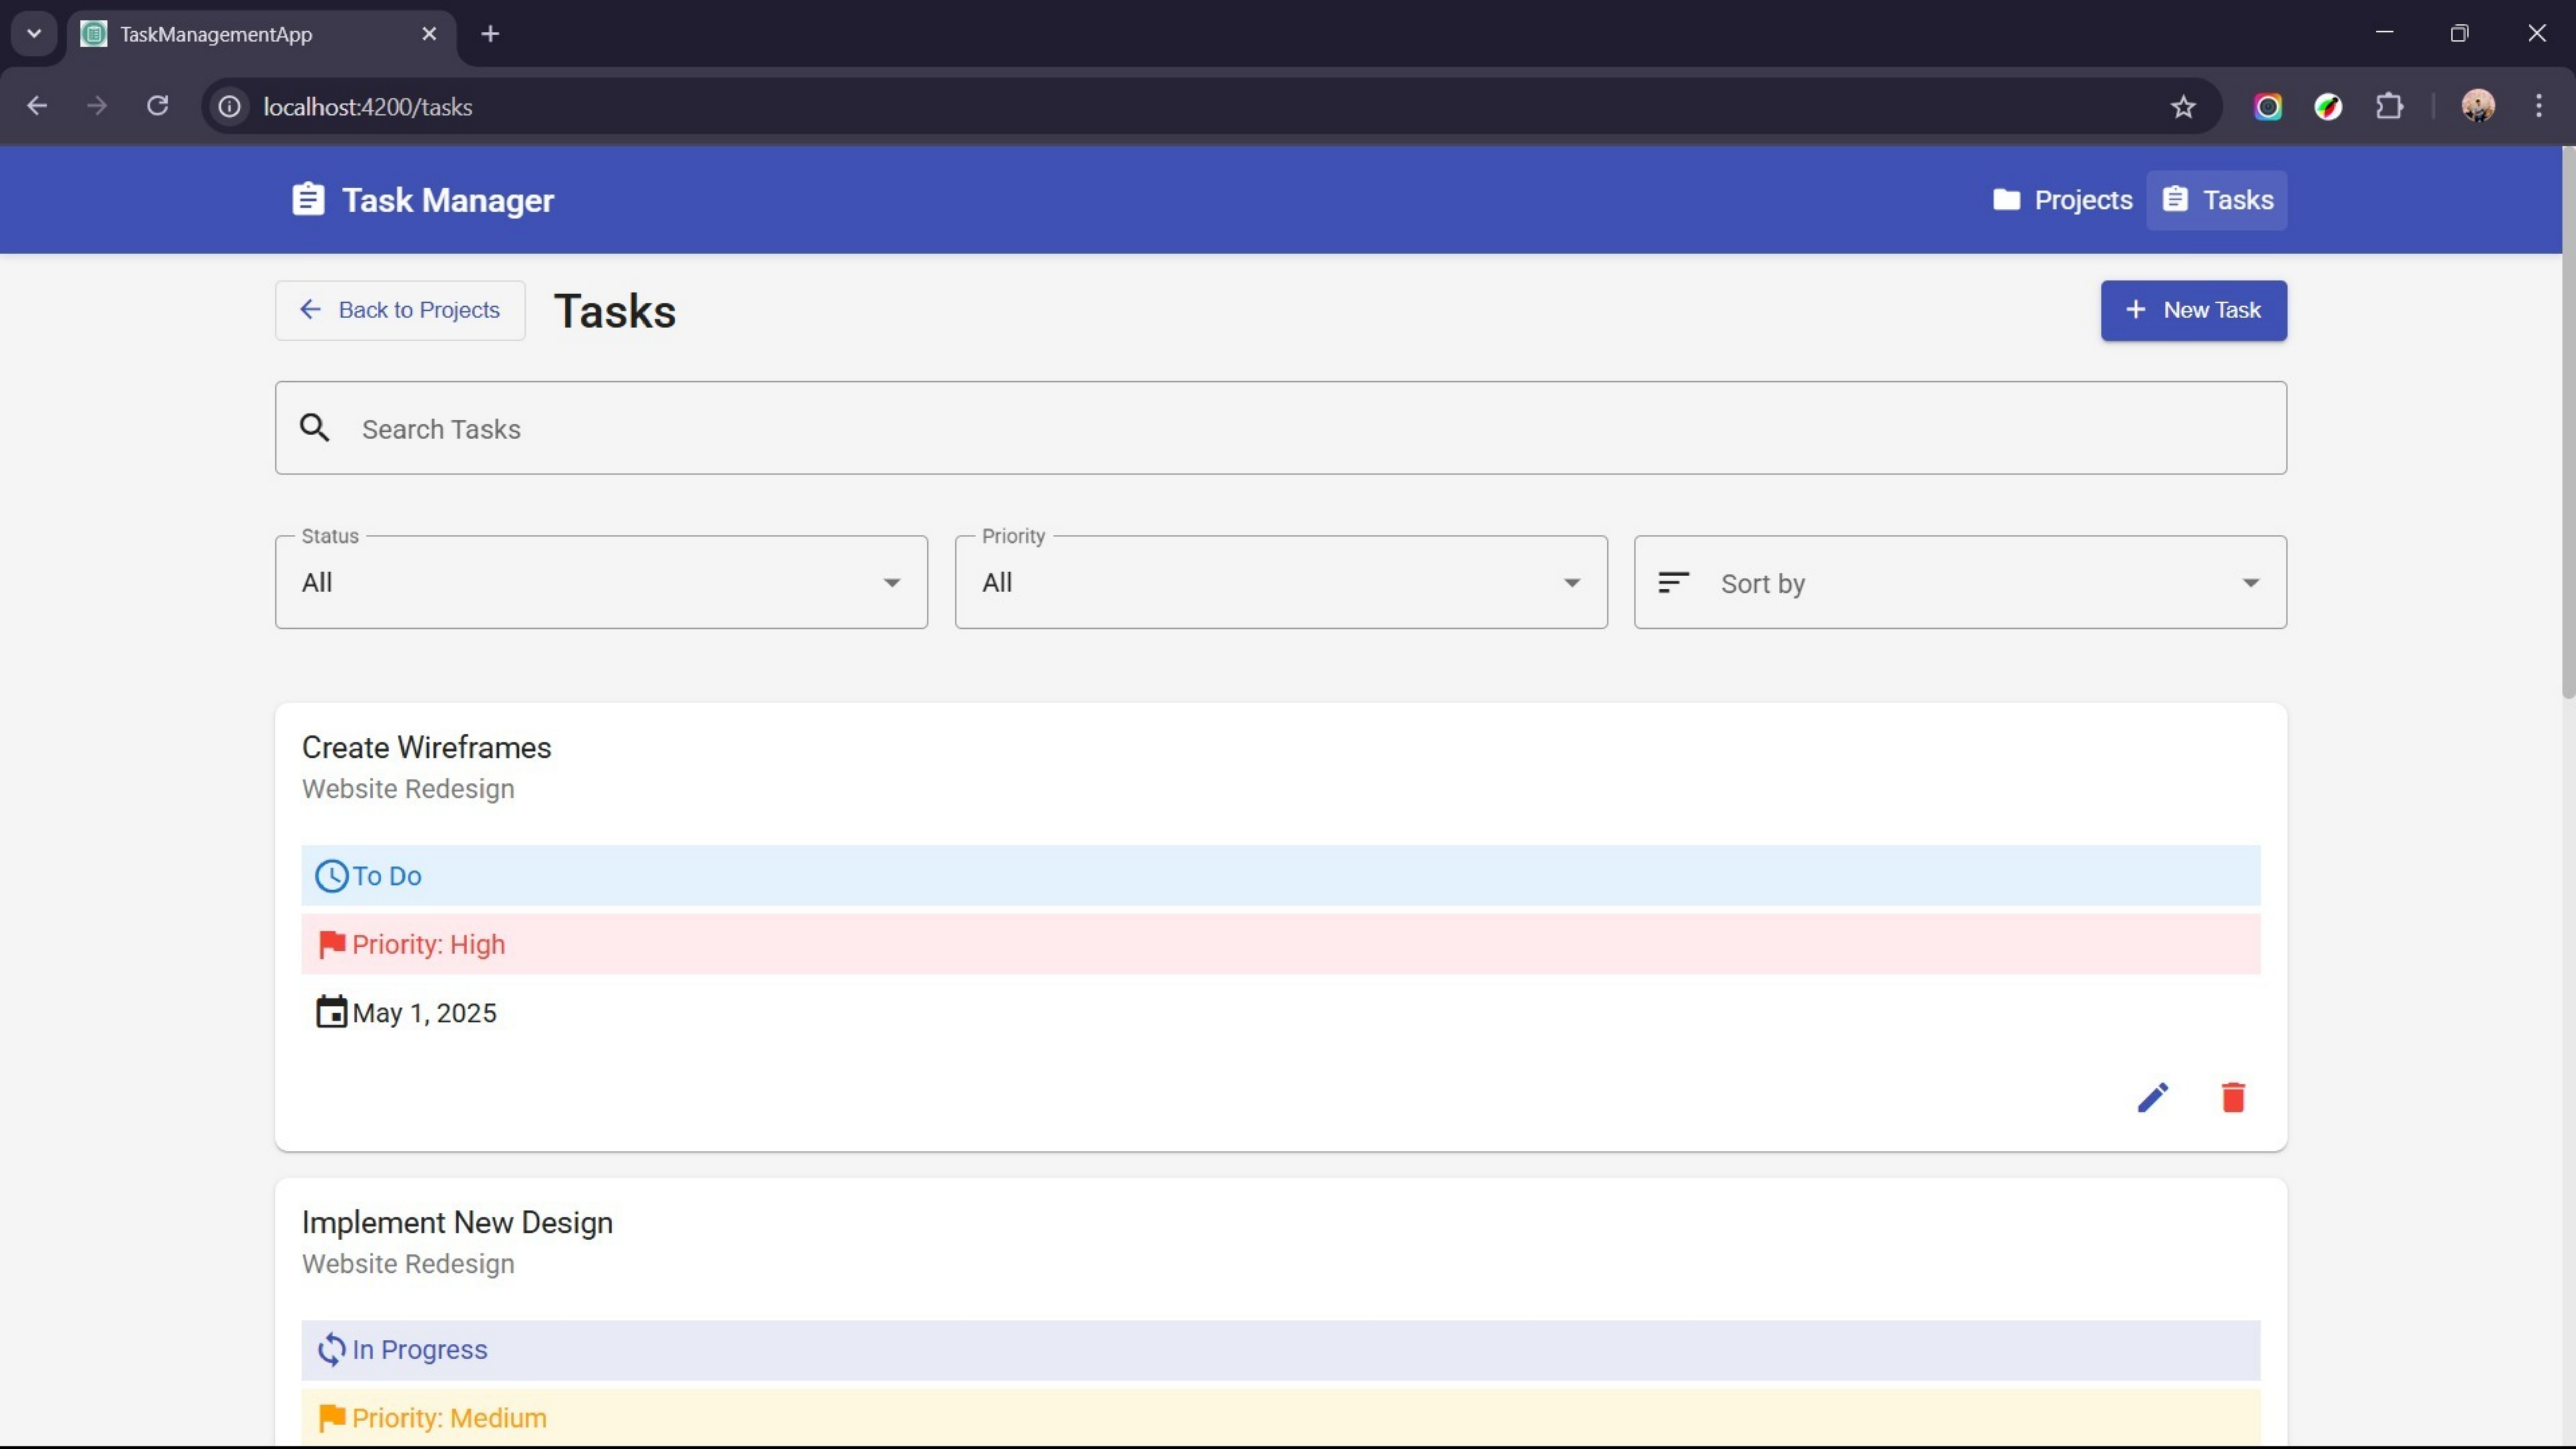 TaskManagementApp
localhost:4200/tasks
Task Manager
Projects
Tasks
Back to Projects
Tasks
New Task
Search Tasks
Status
All
Priority
All
Sort by
Create Wireframes
Website Redesign
To Do
Priority: High
May 1, 2025
Implement New Design
Website Redesign
In Progress
Priority: Medium